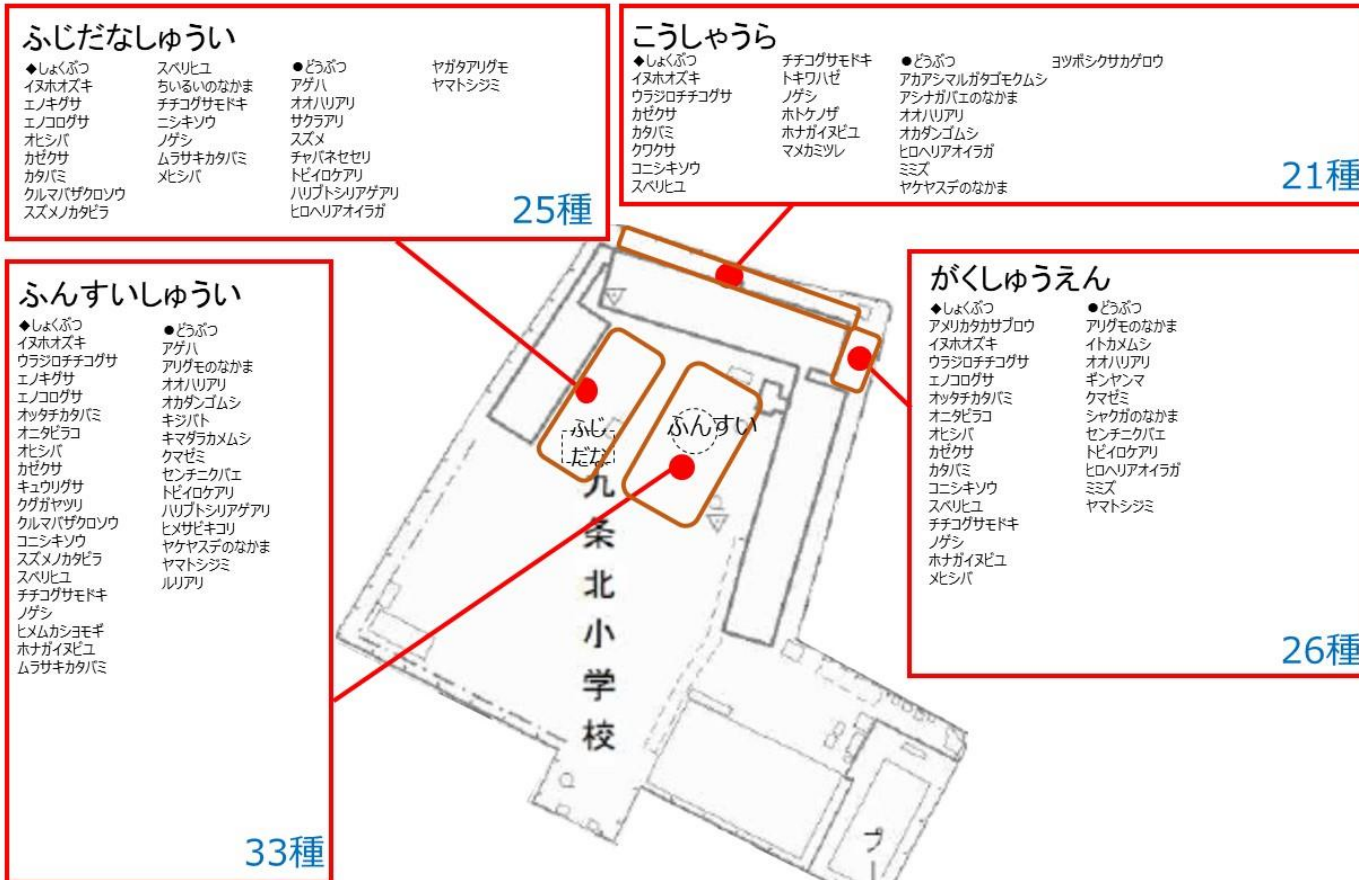 ふじだなしゅうい
◆しょくぶつ
イヌホオズキ
エノキグサ
エノコログサ
オヒシバ
カゼクサ
カタバミ
クルマバザクロソウ
スズメノカタビラ
スベリヒユ
ちいるいのなかま
チチコグサモドキ
ニシキソウ
ノゲシ
ムラサキカタバミ
メヒシバ
●どうぶつ
アゲハ
オオハリアリ
サクラアリ
スズメ
チャバネセセリ
トビイロケアリ
ハリブトシリアゲアリ
ヒロヘリアオイラガ
ヤガタアリグモ
ヤマトシジミ
25種
こうしゃうら
◆しょくぶつ
イヌホオズキ
ウラジロチチコグサ
カゼクサ
カタバミ
クワクサ
コニシキソウ
スベリヒユ
チチコグサモドキ
トキワハゼ
ノゲシ
ホトケノザ
ホナガイヌビユ
マメカミツレ
●どうぶつ
アカアシマルガタゴモクムシ
アシナガバエのなかま
オオハリアリ
オカダンゴムシ
ヒロヘリアオイラガ
ミミズ
ヤケヤスデのなかま
ヨツボシクサカゲロウ
21種
ふんすいしゅうい
◆しょくぶつ
イヌホオズキ
ウラジロチチコグサ
エノキグサ
エノコログサ
オッタチカタバミ
オニタビラコ
オヒシバ
カゼクサ
キュウリグサ
クグガヤツリ
クルマバザクロソウ
コニシキソウ
スズメノカタビラ
スベリヒユ
チチコグサモドキ
ノゲシ
ヒメムカシヨモギ
ホナガイヌビユ
ムラサキカタバミ
●どうぶつ
アゲハ
アリグモのなかま
オオハリアリ
オカダンゴムシ
キジバト
キマダラカメムシ
クマゼミ
センチニクバエ
トビイロケアリ
ハリブトシリアゲアリ
ヒメサビキコリ
ヤケヤスデのなかま
ヤマトシジミ
ルリアリ
33種
がくしゅうえん
◆しょくぶつ
アメリカタカサブロウ
イヌホオズキ
ウラジロチチコグサ
エノコログサ
オッタチカタバミ
オニタビラコ
オヒシバ
カゼクサ
カタバミ
コニシキソウ
スベリヒユ
チチコグサモドキ
ノゲシ
ホナガイヌビユ
メヒシバ
●どうぶつ
アリグモのなかま
イトカメムシ
オオハリアリ
ギンヤンマ
クマゼミ
シャクガのなかま
センチニクバエ
トビイロケアリ
ヒロヘリアオイラガ
ミミズ
ヤマトシジミ
26種
ふじ
だな
ふんすい
九条北小学校
プー